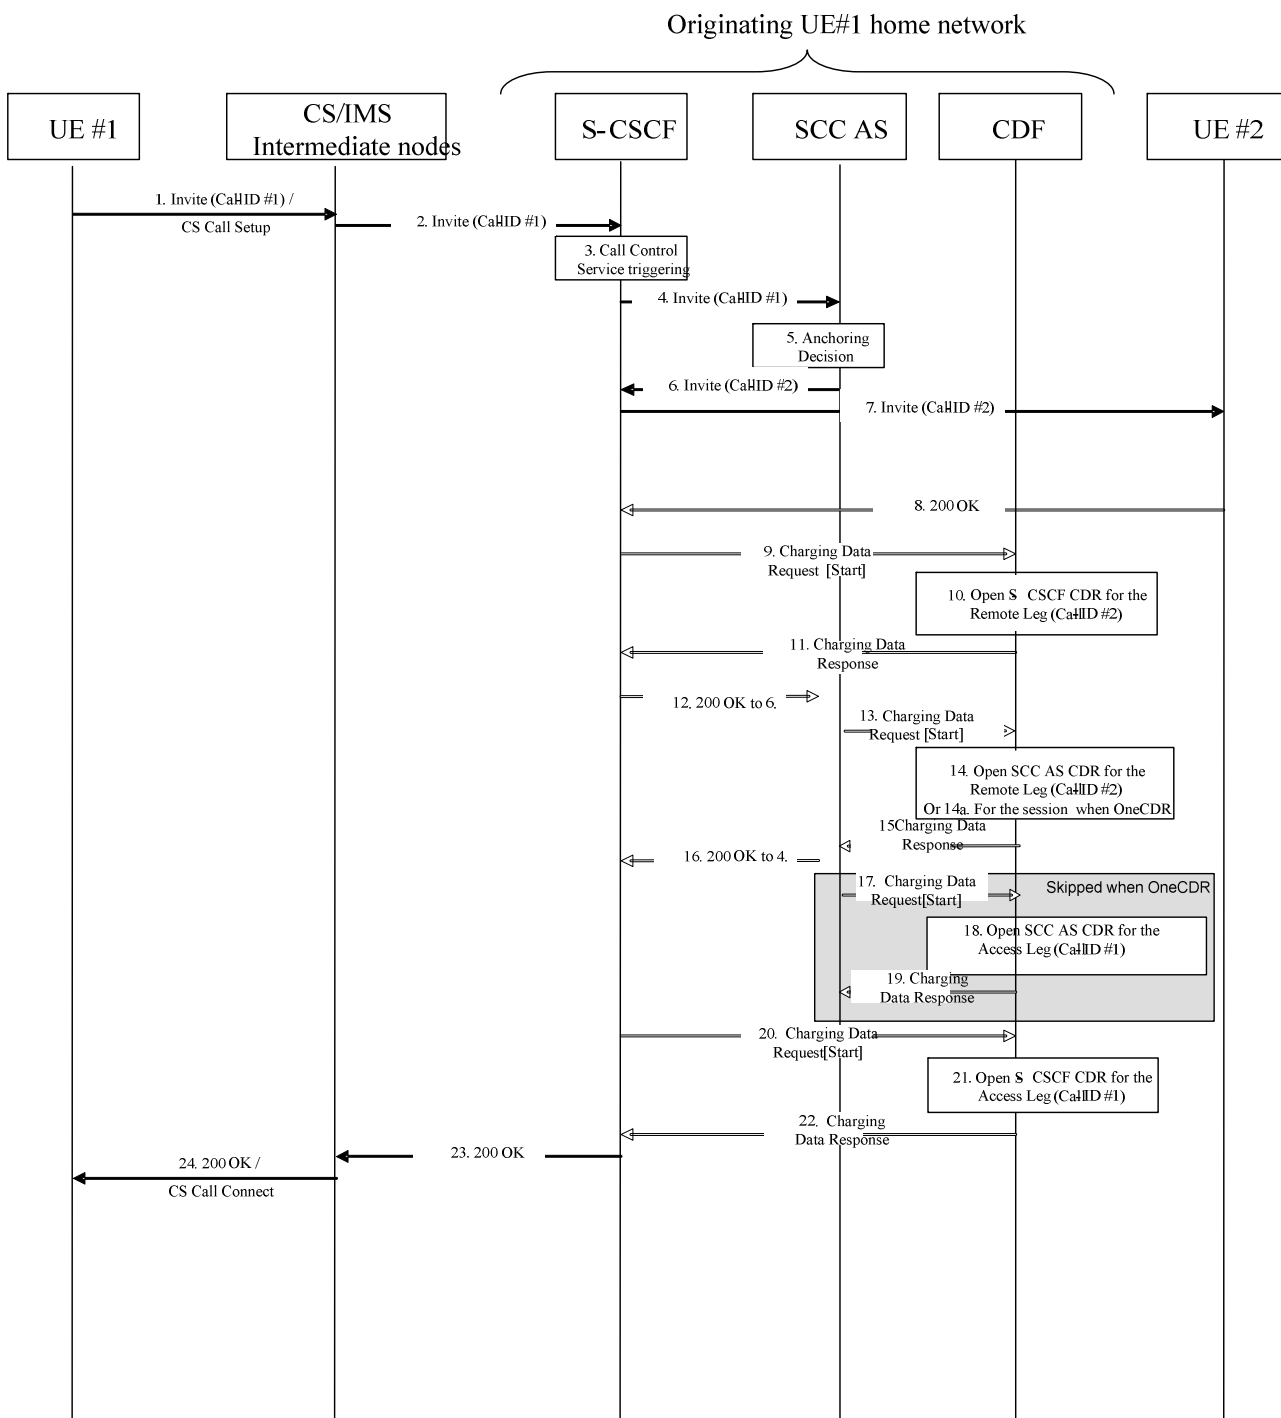 Originating UE#1 home network
UE #1
CS/IMS
Intermediate nodes
S-CSCF
SCC AS
CDF
UE #2
1. Invite (Call-ID #1) /
CS Call Setup
2. Invite (Call-ID #1)
3. Call Control
Service triggering
4. Invite (Call-ID #1)
5. Anchoring
Decision
6. Invite (Call-ID #2)
7. Invite (Call-ID #2)
8. 200 OK
9. Charging Data
Request [Start]
10. Open S-CSCF CDR for the
Remote Leg (Call-ID #2)
11. Charging Data
Response
12. 200 OK to 6.
13. Charging Data
Request [Start]
14. Open SCC AS CDR for the
Remote Leg (Call-ID #2)
Or 14a. For the session when OneCDR
15Charging Data
Response
16. 200 OK to 4.
17. Charging Data
Request[Start]
Skipped when OneCDR
18. Open SCC AS CDR for the
Access Leg (Call-ID #1)
19. Charging
Data Response
20. Charging Data
Request[Start]
21. Open S-CSCF CDR for the
Access Leg (Call-ID #1)
22. Charging
Data Response
23. 200 OK
24. 200 OK /
CS Call Connect